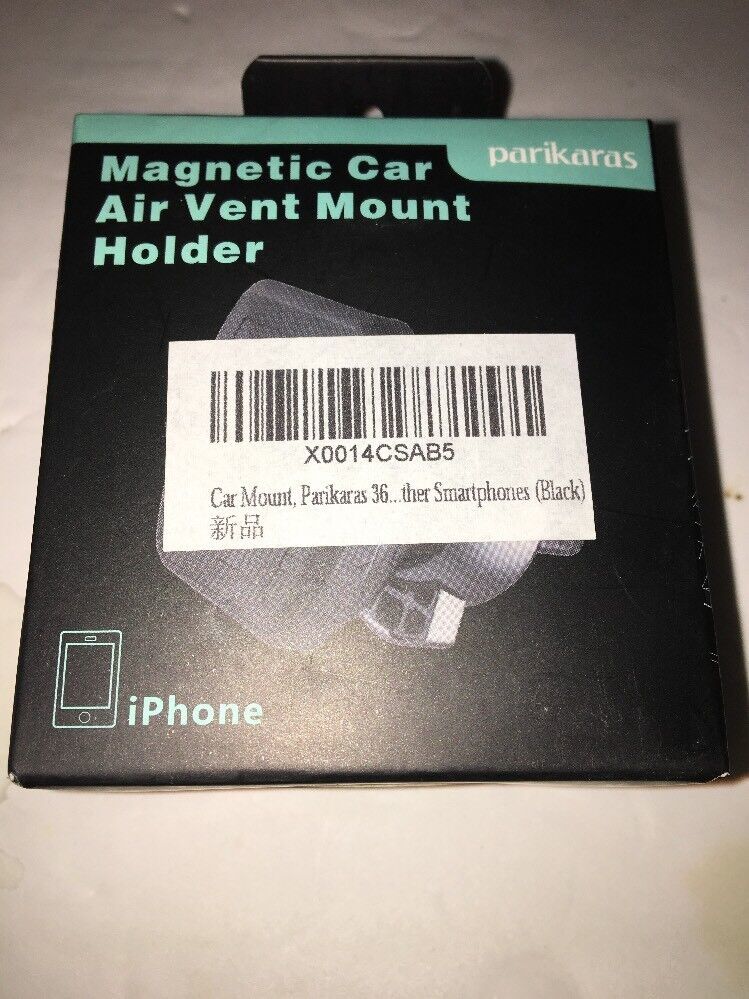 parikaras
Magnetic Car
Air Vent Mount
Holder
X0014CSAB5
Car Mount, Parikaras 36...ther Smartphones (Black)
新品
iPhone